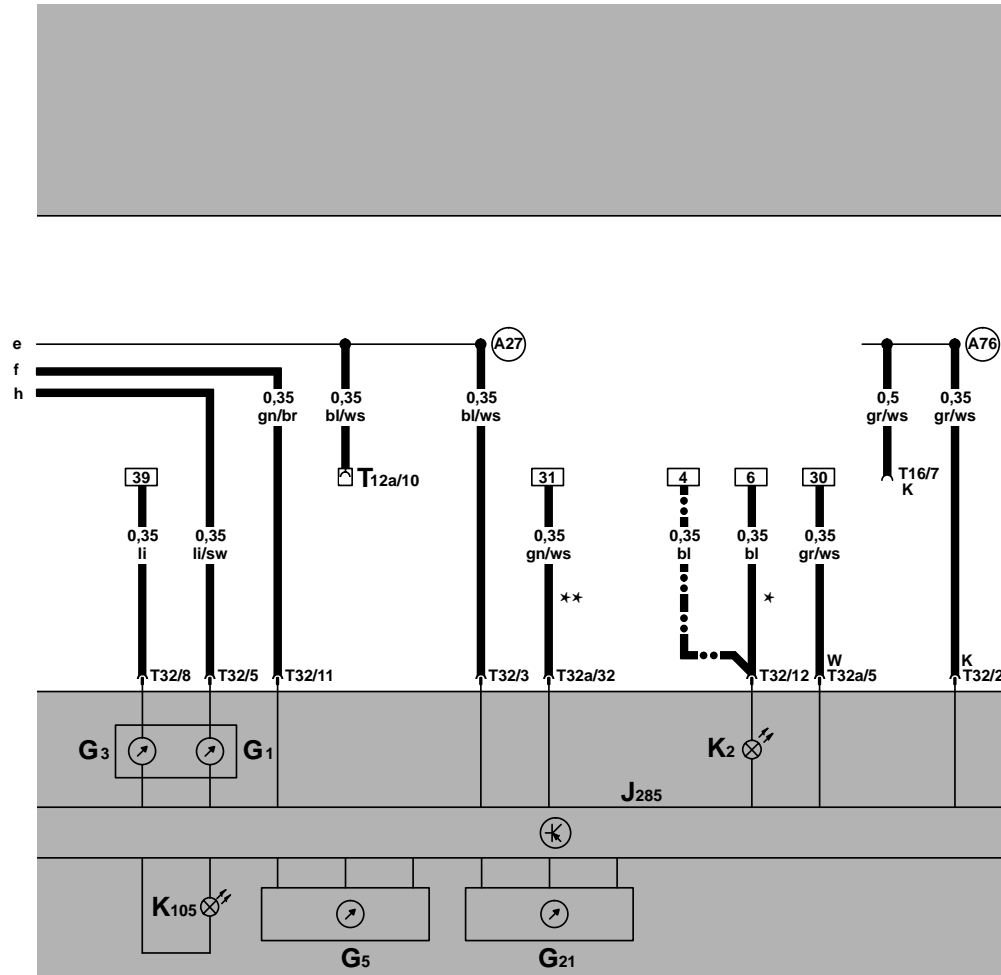 e
A27
A76
f
h
0,35
gn/br
0,35
bl/ws
0,35
bl/ws
0,5
gr/ws
0,35
gr/ws
39
T12a/10
31
4
6
30
T16/7
K
0,35
li
0,35
li/sw
0,35
gn/ws
0,35
bl
0,35
bl
0,35
gr/ws
**
*
W
K
T32/8
T32/5
T32/11
T32/3
T32a/32
T32/12
T32a/5
T32/2
G3
G1
K2
J285
K105
G5
G21